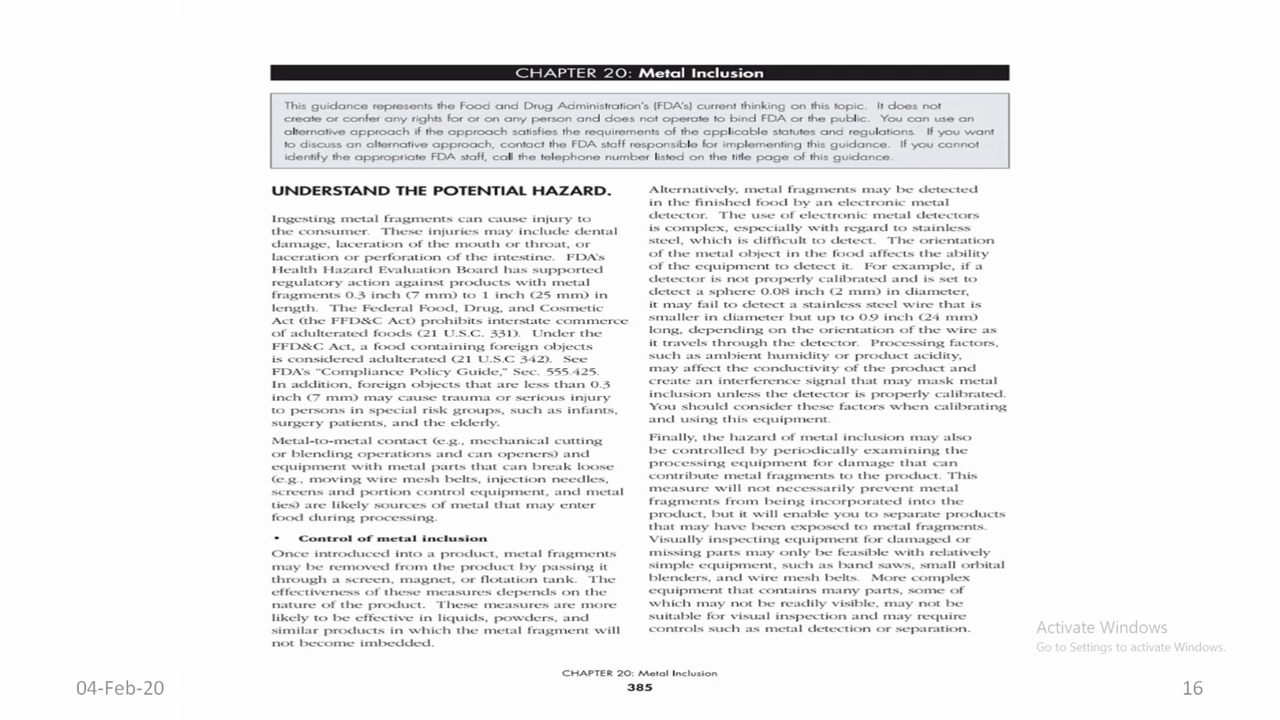 CHAPTER 20: Metal Inclusion
This guidance represents the Food and Drug Administration's (FDA's) current thinking on this topic. It does not
create or confer any rights for or on any person and does not operate to bind FDA or the public. You can use an
alternative approach if the approach satisfies the requirements of the applicable statutes and regulations. If you want
to discuss an alternative approach, contact the FDA staff responsible for implementing this guidance. If you cannot
identify the appropriate FDA staff, call the telephone number listed on the title page of this guidance.
UNDERSTAND THE POTENTIAL HAZARD.
Ingesting metal fragments can cause injury to
the consumer. These injuries may include dental
damage, laceration of the mouth or throat, or
laceration or perforation of the intestine. FDA's
Health Hazard Evaluation Board has supported
regulatory action against products with metal
fragments 0.3 inch (7 mm) to 1 inch (25 mm) in
length. The Federal Food, Drug, and Cosmetic
Act (the FFD&C Act) prohibits interstate commerce
of adulterated foods (21 U.S.C. 331). Under the
FFD&C Act, a food containing foreign objects
is considered adulterated (21 U.S.C 342). See
FDA's "Compliance Policy Guide," Sec. 555.425.
In addition, foreign objects that are less than 0.3
inch (7 mm) may cause trauma or serious injury
to persons in special risk groups, such as infants,
surgery patients, and the elderly.
Metal-to-metal contact (e.g., mechanical cutting
or blending operations and can openers) and
equipment with metal parts that can break loose
(e.g., moving wire mesh belts, injection needles,
screens and portion control equipment, and metal
ties) are likely sources of metal that may enter
food during processing.
• Control of metal inclusion
Once introduced into a product, metal fragments
may be removed from the product by passing it
through a screen, magnet, or flotation tank. The
effectiveness of these measures depends on the
nature of the product. These measures are more
likely to be effective in liquids, powders, and
similar products in which the metal fragment will
not become imbedded.
Alternatively, metal fragments may be detected
in the finished food by an electronic metal
detector. The use of electronic metal detectors
is complex, especially with regard to stainless
steel, which is difficult to detect. The orientation
of the metal object in the food affects the ability
of the equipment to detect it. For example, if a
detector is not properly calibrated and is set to
detect a sphere 0.08 inch (2 mm) in diameter,
it may fail to detect a stainless steel wire that is
smaller in diameter but up to 0.9 inch (24 mm)
long, depending on the orientation of the wire as
it travels through the detector. Processing factors,
such as ambient humidity or product acidity,
may affect the conductivity of the product and
create an interference signal that may mask metal
inclusion unless the detector is properly calibrated.
You should consider these factors when calibrating
and using this equipment.
Finally, the hazard of metal inclusion may also
be controlled by periodically examining the
processing equipment for damage that can
contribute metal fragments to the product. This
measure will not necessarily prevent metal
fragments from being incorporated into the
product, but it will enable you to separate products
that may have been exposed to metal fragments.
Visually inspecting equipment for damaged or
missing parts may only be feasible with relatively
simple equipment, such as band saws, small orbital
blenders, and wire mesh belts. More complex
equipment that contains many parts, some of
which may not be readily visible, may not be
suitable for visual inspection and may require
controls such as metal detection or separation.
CHAPTER 20: Metal Inclusion
385
Activate Windows
Go to Settings to activate Windows.
04-Feb-20
16